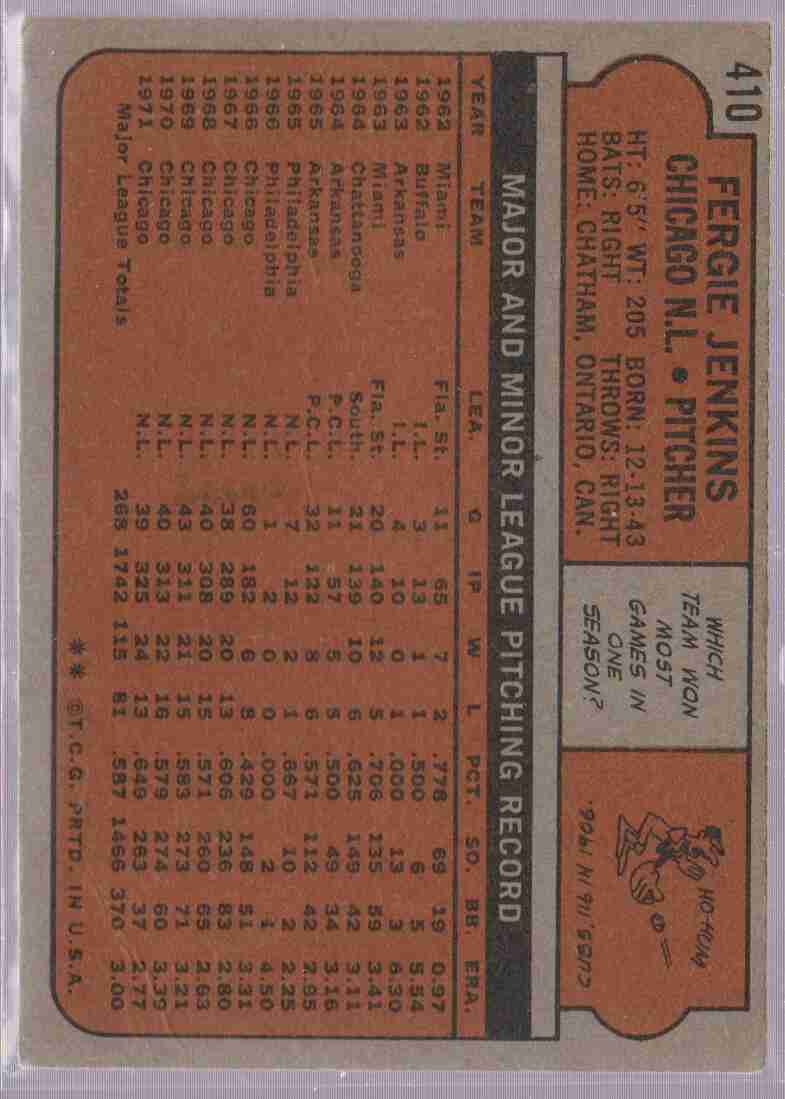 410
FERGIE JENKINS
CHICAGO N.L. • PITCHER
HT: 6'5" WT: 205 BORN: 12-13-43
BATS: RIGHT THROWS: RIGHT
HOME: CHATHAM, ONTARIO, CAN.
WHICH
TEAM WON
MOST
GAMES IN
ONE
SEASON?
HO-HUM
CUBS, 116 IN 1906.
MAJOR AND MINOR LEAGUE PITCHING RECORD
YEAR TEAM LEA. G IP W L PCT. SO. BB. ERA.
1962 Miami Fla. St. 11 65 7 2 .778 69 19 0.97
1962 Buffalo I.L. 3 13 1 1 .500 6 5 5.54
1963 Arkansas I.L. 4 10 0 1 .000 13 3 6.30
1963 Miami Fla. St. 20 140 12 5 .706 135 59 3.41
1964 Chattanooga South. 21 139 10 6 .625 149 42 3.11
1964 Arkansas P.C.L. 11 57 5 5 .500 49 34 3.16
1965 Arkansas P.C.L. 32 122 8 6 .571 112 42 2.95
1965 Philadelphia N.L. 7 12 2 1 .667 10 2 2.25
1966 Philadelphia N.L. 1 2 0 0 .000 2 1 4.50
1966 Chicago N.L. 60 182 6 8 .429 148 51 3.31
1967 Chicago N.L. 38 289 20 13 .606 236 83 2.80
1968 Chicago N.L. 40 308 20 15 .571 260 65 2.63
1969 Chicago N.L. 43 311 21 15 .583 273 71 3.21
1970 Chicago N.L. 40 313 22 16 .579 274 60 3.39
1971 Chicago N.L. 39 325 24 13 .649 263 37 2.77
Major League Totals 268 1742 115 81 .587 1466 370 3.00
** ©T.C.G. PRTD. IN U.S.A.